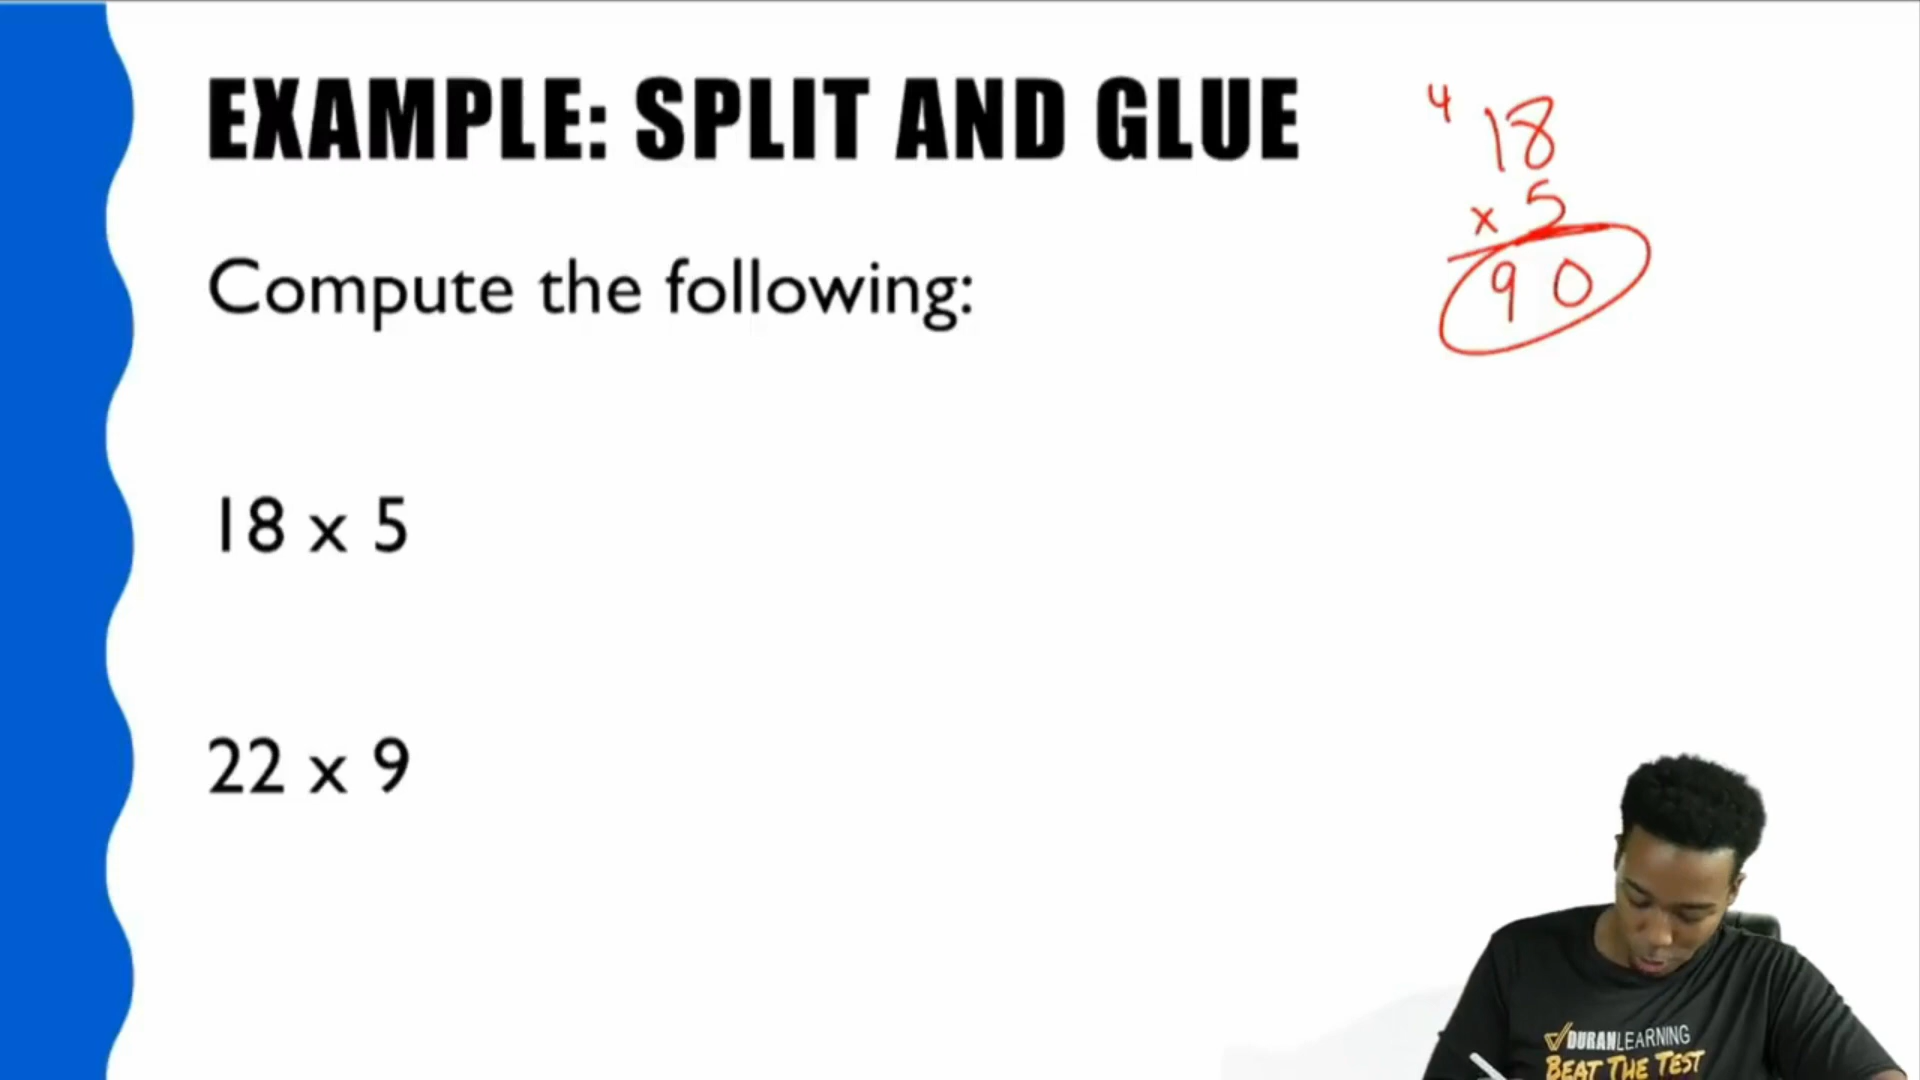 EXAMPLE: SPLIT AND GLUE
4
18
x 5
90
Compute the following:
18 x 5
22 x 9
DURANLEARNING
BEAT THE TEST